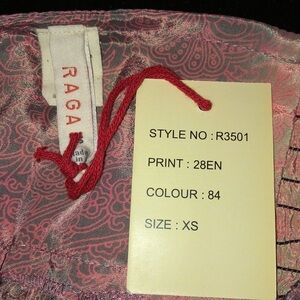 RAGA
STYLE NO : R3501
PRINT : 28EN
COLOUR : 84
SIZE : XS